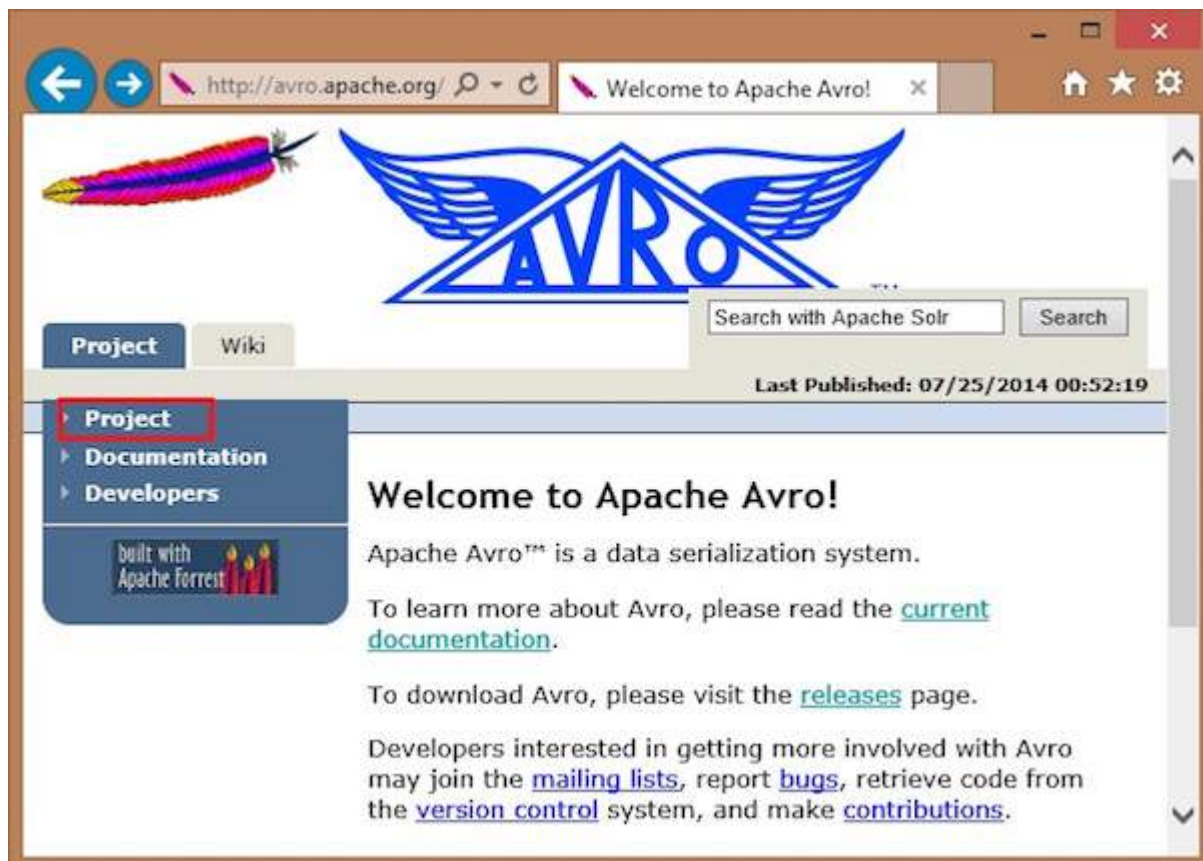 http://avro.apache.org/
Welcome to Apache Avro!
AVRO
TM
Search with Apache Solr
Search
Project
Wiki
Last Published: 07/25/2014 00:52:19
Project
Documentation
Developers
built with
Apache Forrest
Welcome to Apache Avro!
Apache Avro™ is a data serialization system.
To learn more about Avro, please read the current
documentation.
To download Avro, please visit the releases page.
Developers interested in getting more involved with Avro
may join the mailing lists, report bugs, retrieve code from
the version control system, and make contributions.